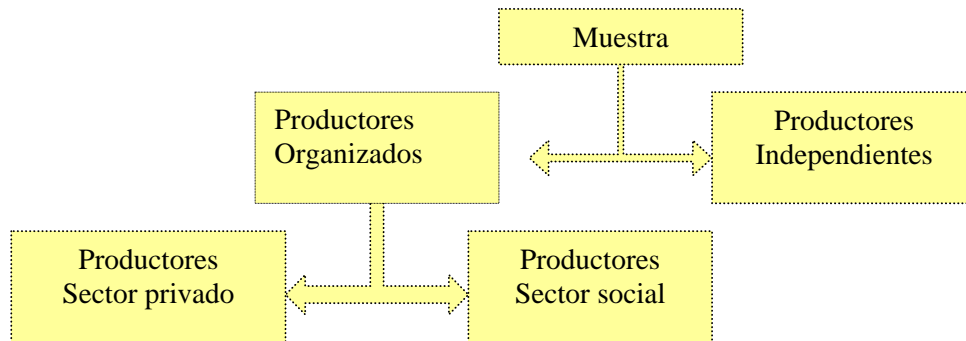 Muestra
Productores
Organizados
Productores
Independientes
Productores
Sector privado
Productores
Sector social